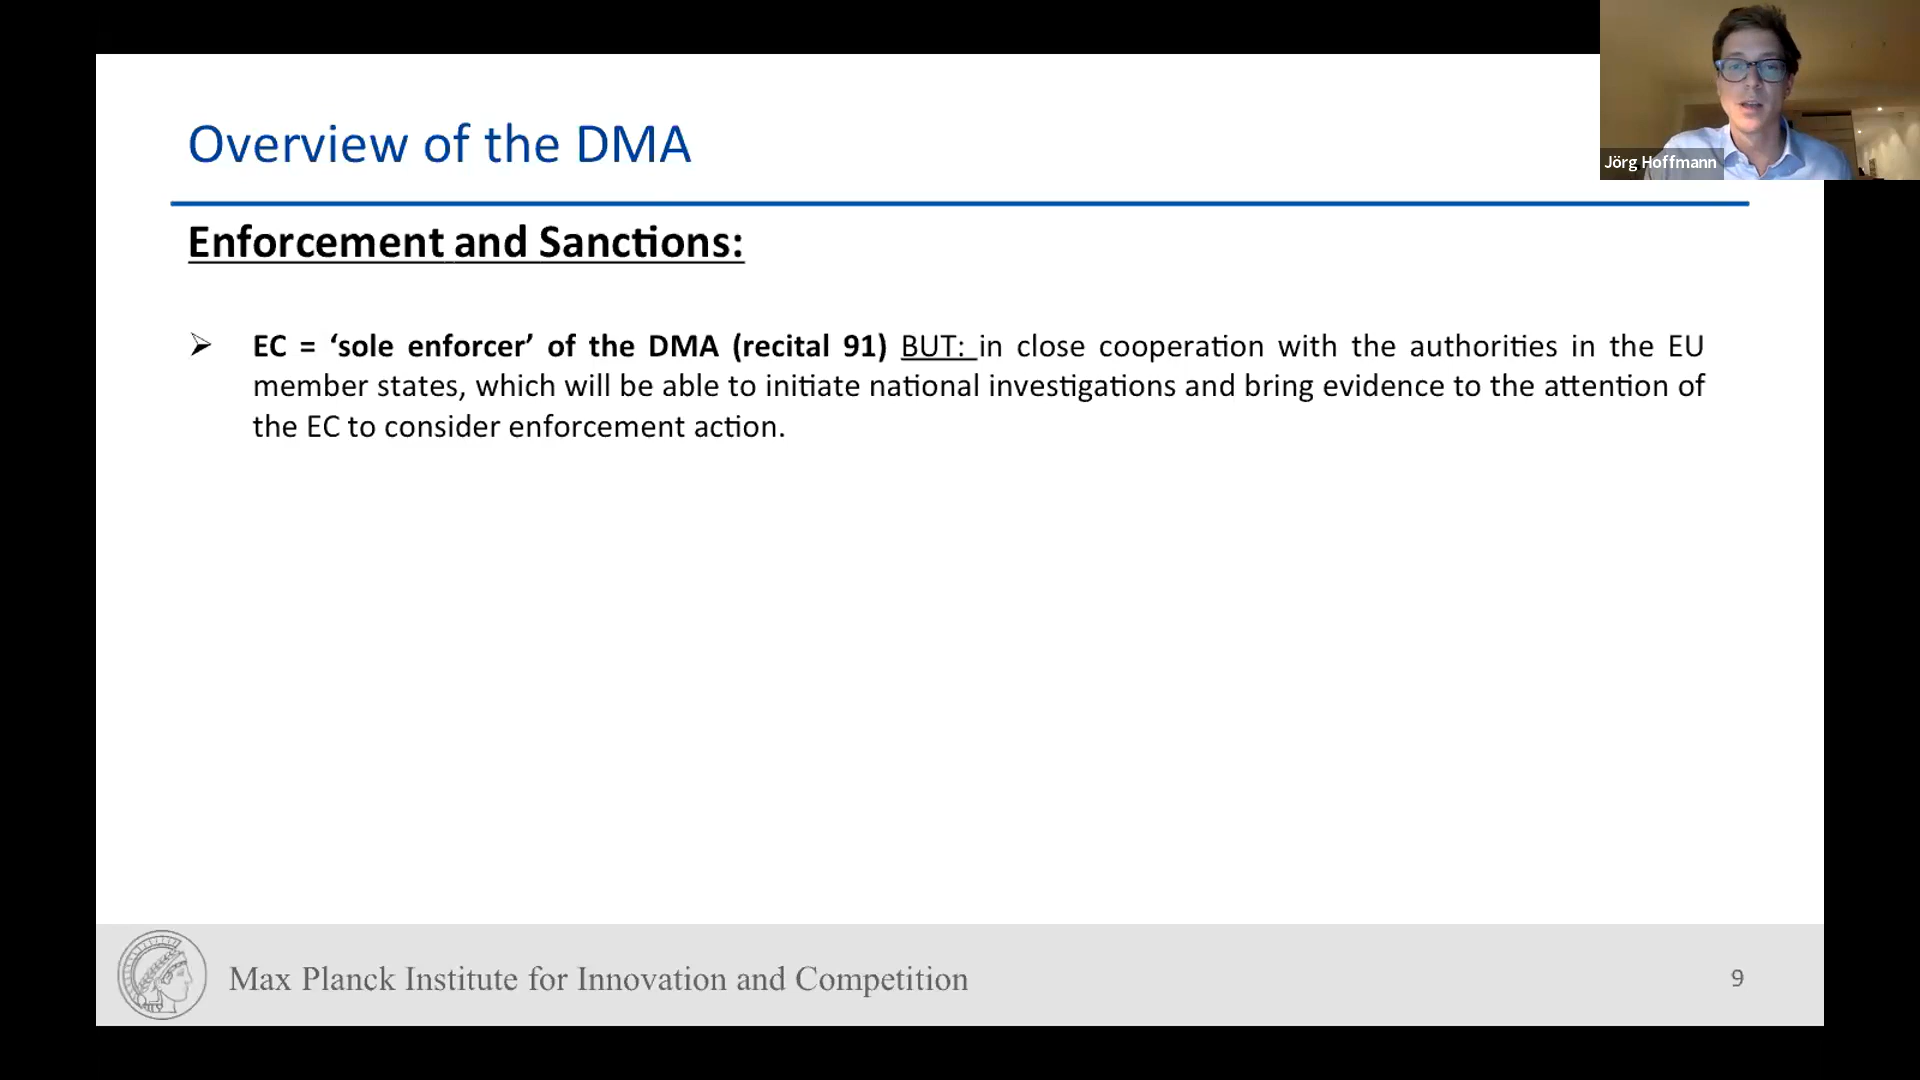 Jörg Hoffmann
Overview of the DMA
Enforcement and Sanctions:
➢ EC = ‘sole enforcer’ of the DMA (recital 91) BUT: in close cooperation with the authorities in the EU
member states, which will be able to initiate national investigations and bring evidence to the attention of
the EC to consider enforcement action.
Max Planck Institute for Innovation and Competition
9